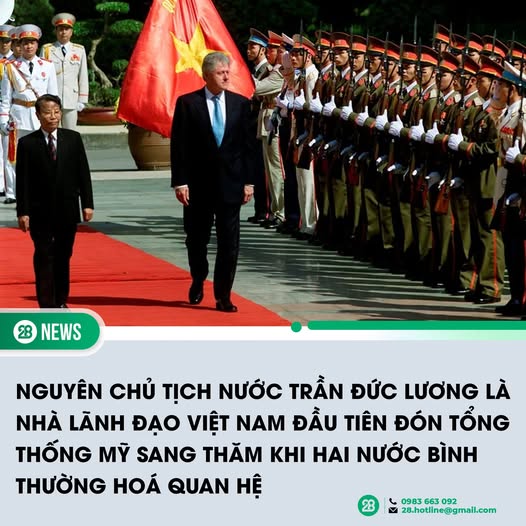 28 NEWS
NGUYÊN CHỦ TỊCH NƯỚC TRẦN ĐỨC LƯƠNG LÀ
NHÀ LÃNH ĐẠO VIỆT NAM ĐẦU TIÊN ĐÓN TỔNG
THỐNG MỸ SANG THĂM KHI HAI NƯỚC BÌNH
THƯỜNG HOÁ QUAN HỆ
28
0983 663 092
28.hotline@gmail.com